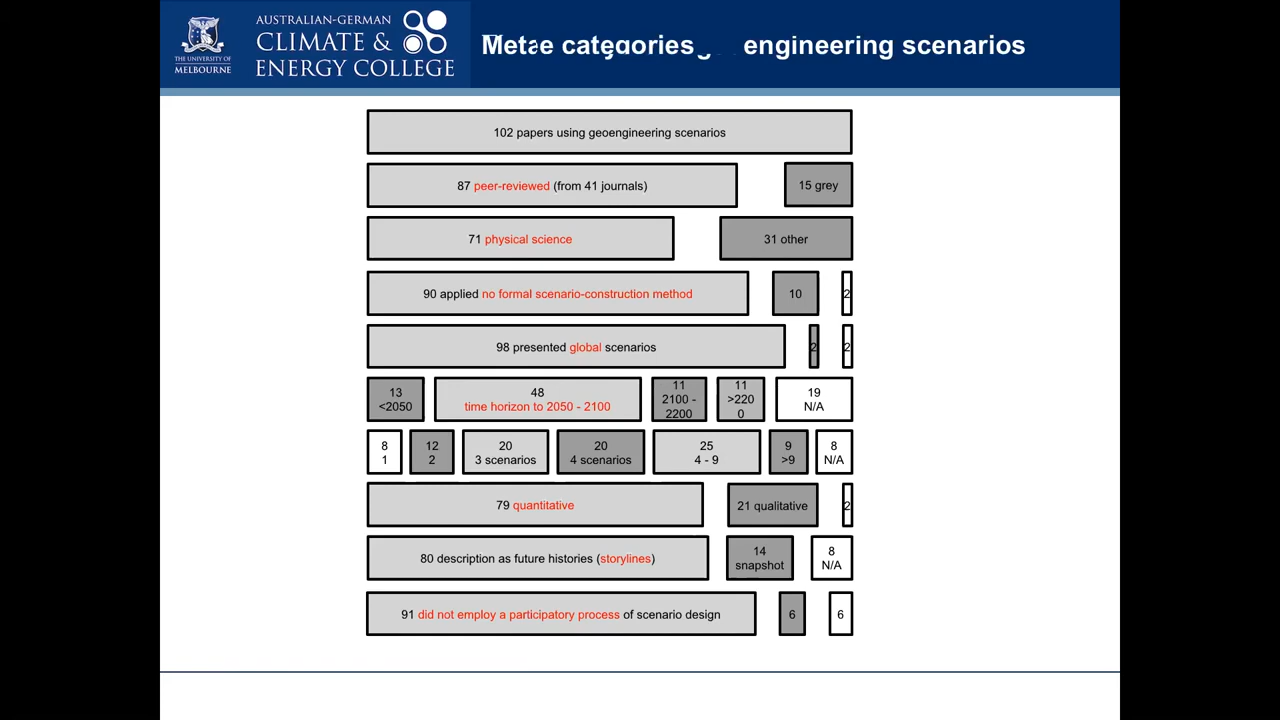 THE UNIVERSITY OF
MELBOURNE
AUSTRALIAN-GERMAN
CLIMATE &
ENERGY COLLEGE
categories engineering scenarios
102 papers using geoengineering scenarios
87 peer-reviewed (from 41 journals)
15 grey
71 physical science
31 other
90 applied no formal scenario-construction method
10
2
98 presented global scenarios
2
2
13
<2050
48
time horizon to 2050 - 2100
11
2100 -
2200
11
>220
0
19
N/A
8
1
12
2
20
3 scenarios
20
4 scenarios
25
4 - 9
9
>9
8
N/A
79 quantitative
21 qualitative
2
80 description as future histories (storylines)
14
snapshot
8
N/A
91 did not employ a participatory process of scenario design
6
6